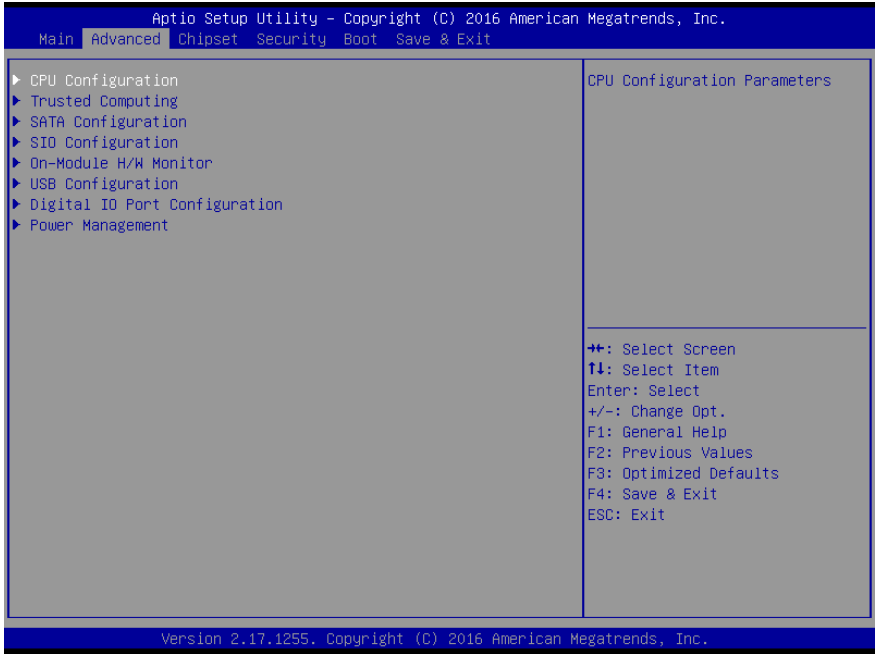 Aptio Setup Utility – Copyright (C) 2016 American Megatrends, Inc.
Main Advanced Chipset Security Boot Save & Exit
CPU Configuration
Trusted Computing
SATA Configuration
SIO Configuration
On-Module H/W Monitor
USB Configuration
Digital IO Port Configuration
Power Management
CPU Configuration Parameters
→←: Select Screen
↑↓: Select Item
Enter: Select
+/-: Change Opt.
F1: General Help
F2: Previous Values
F3: Optimized Defaults
F4: Save & Exit
ESC: Exit
Version 2.17.1255. Copyright (C) 2016 American Megatrends, Inc.